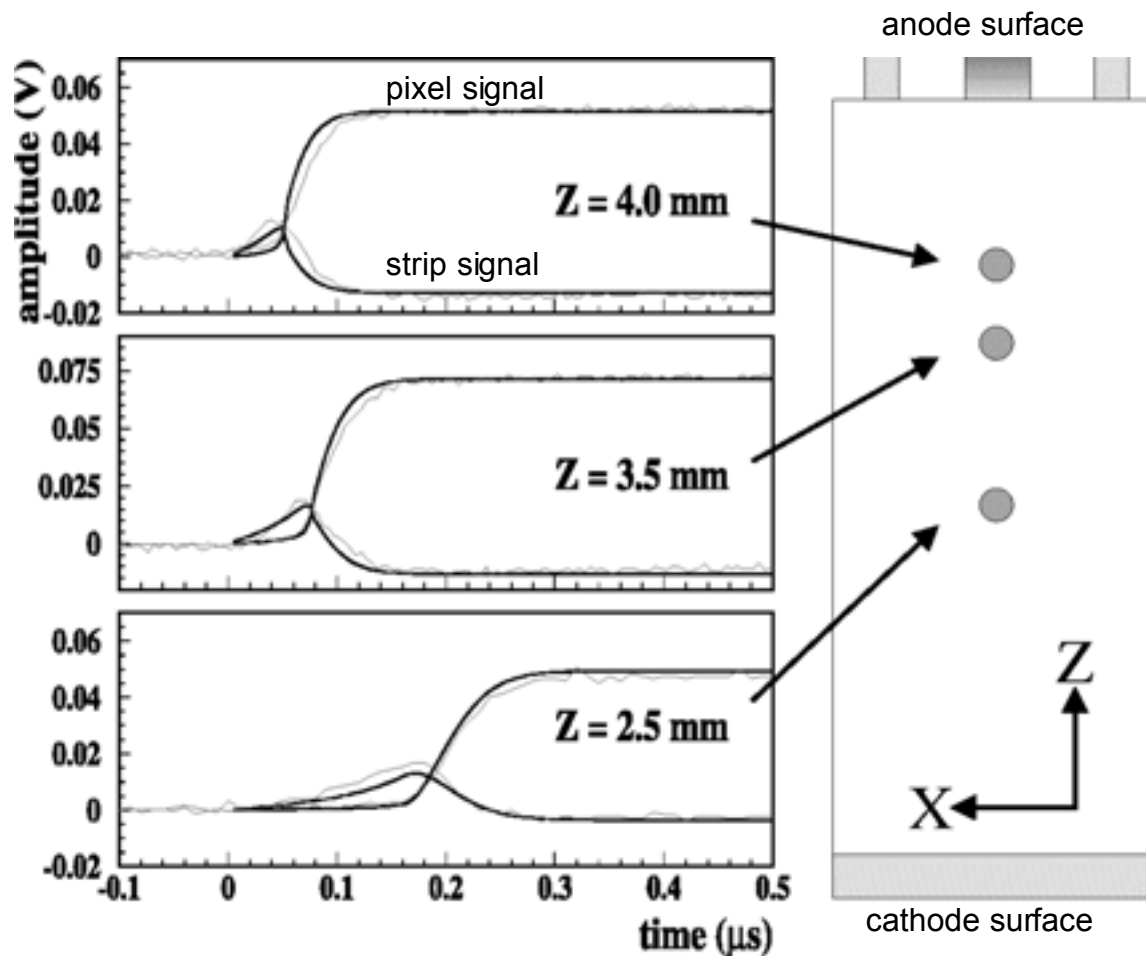 anode surface
amplitude (V)
0.06
0.04
0.02
0
-0.02
pixel signal
Z = 4.0 mm
strip signal
0.075
0.05
0.025
0
Z = 3.5 mm
0.06
0.04
0.02
0
-0.02
Z = 2.5 mm
-0.1
0
0.1
0.2
0.3
0.4
0.5
time (μs)
Z
X
cathode surface